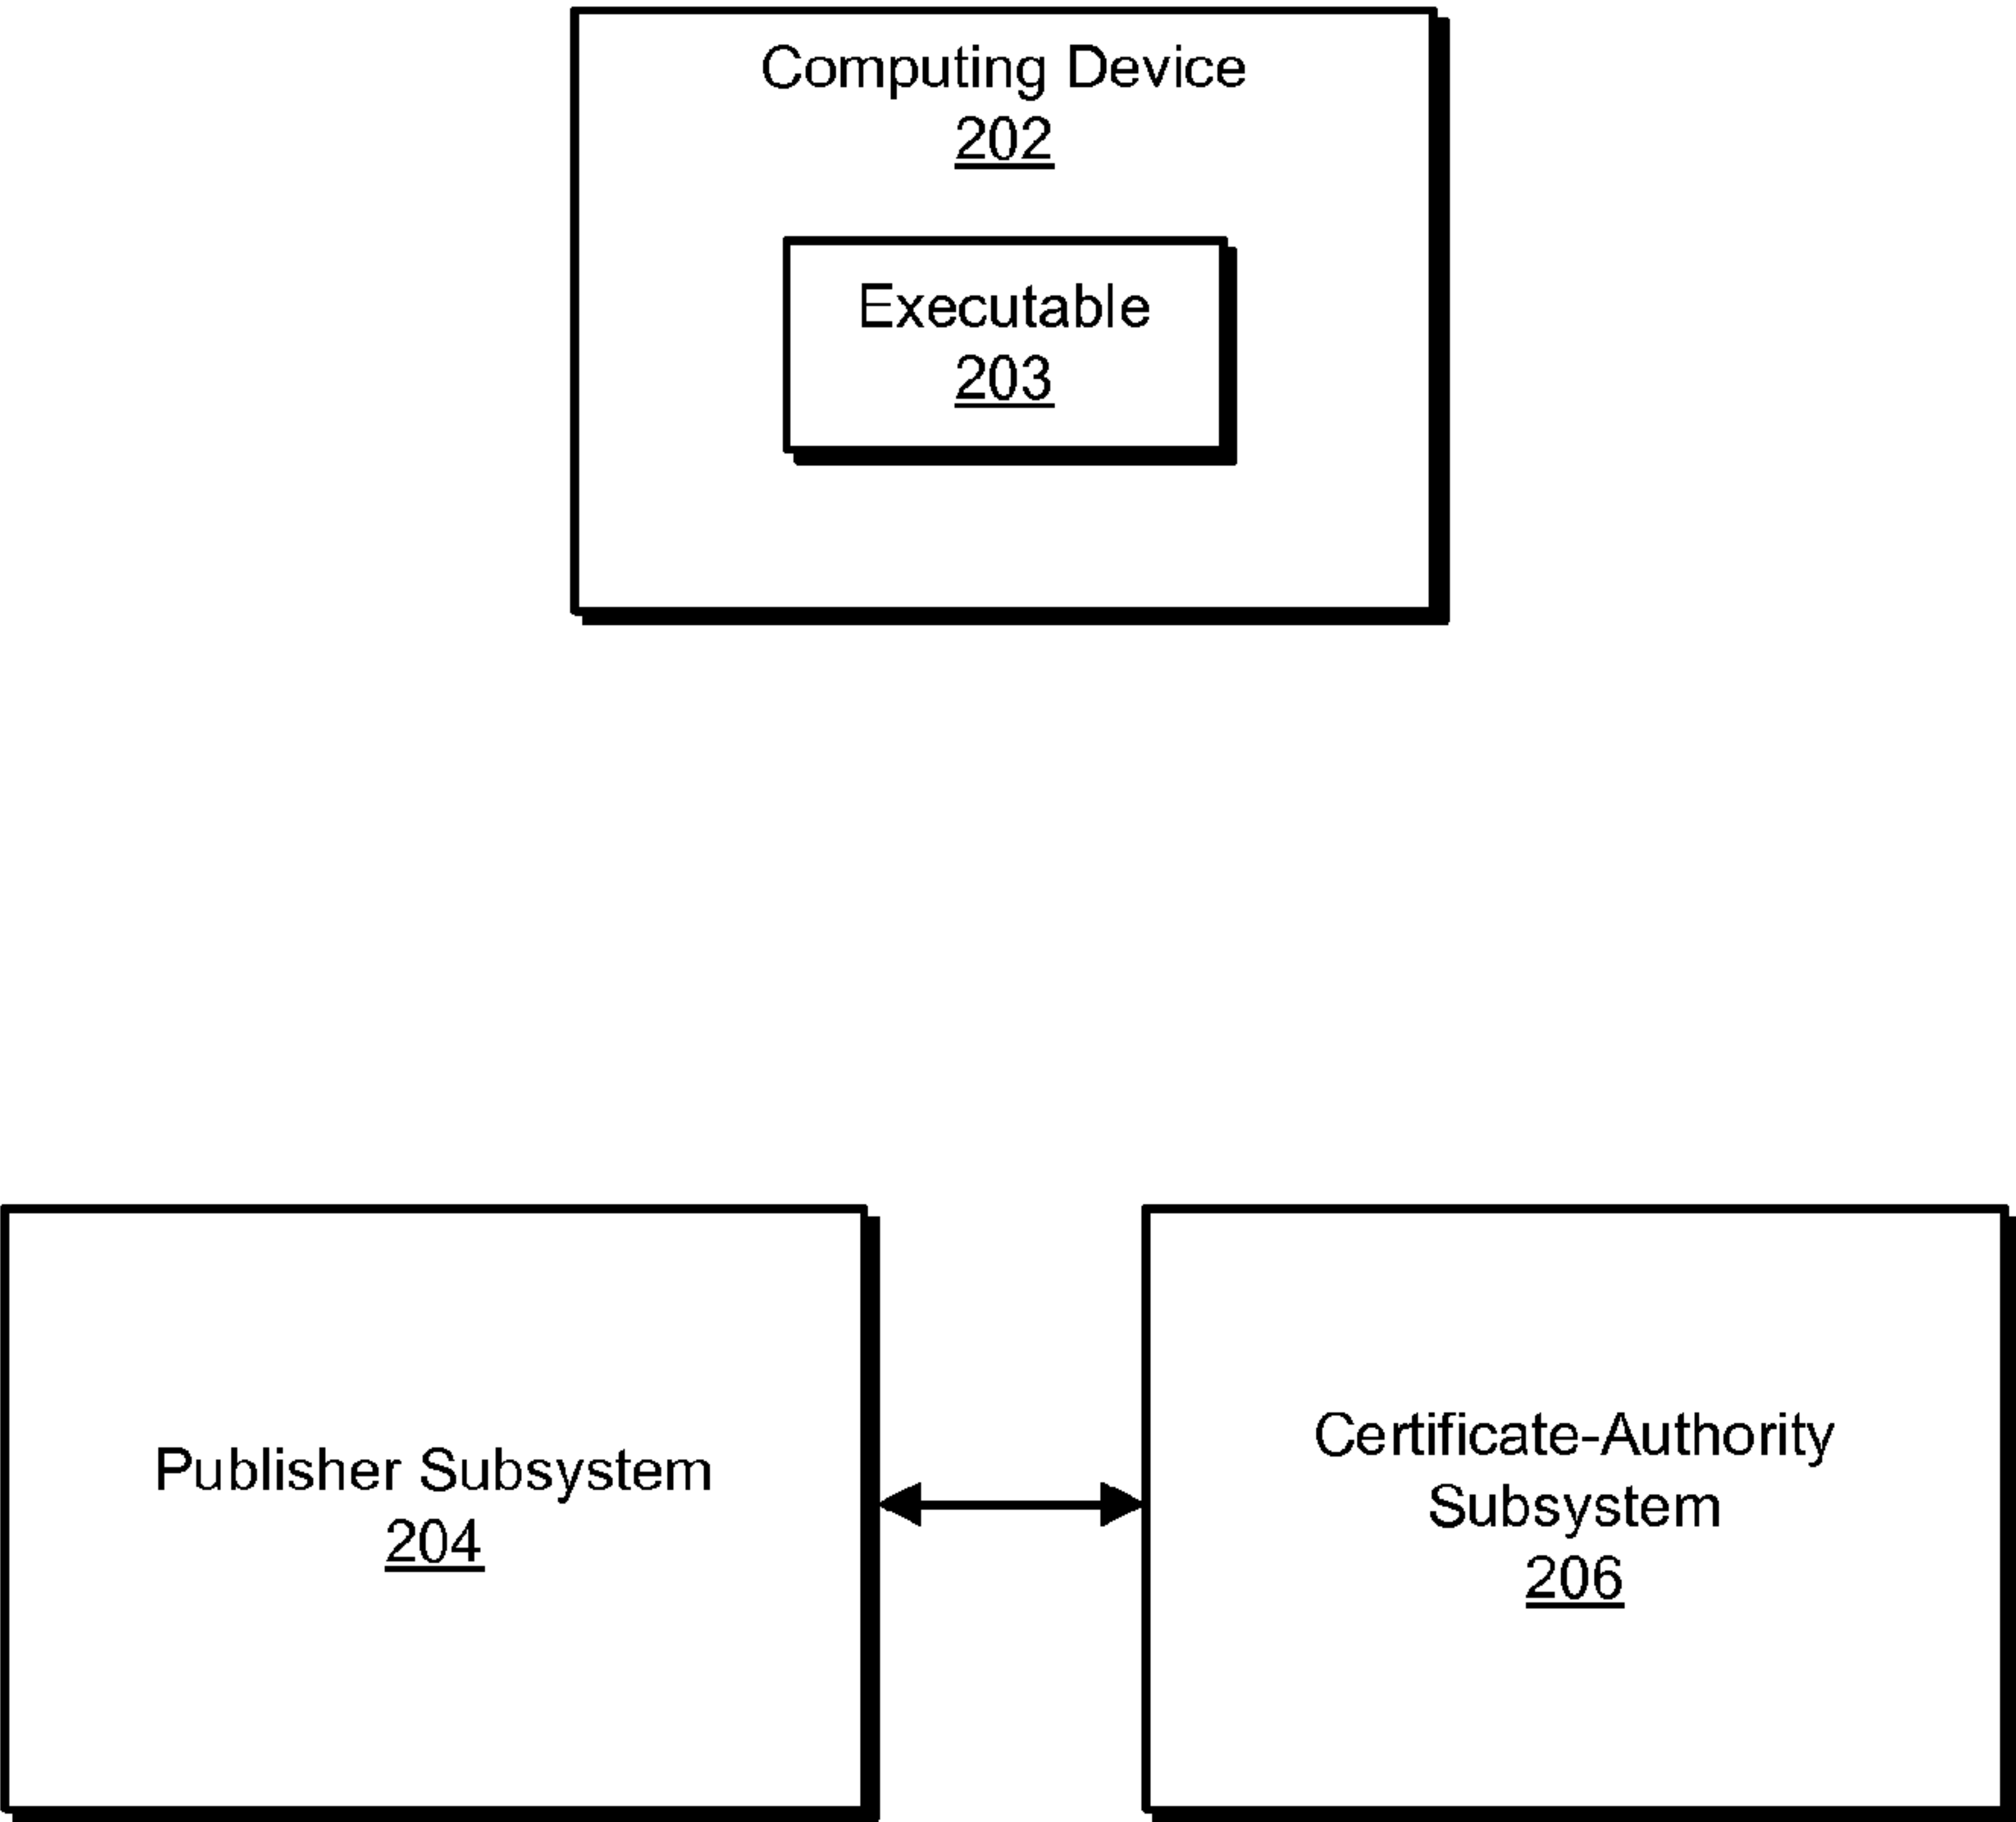 Computing Device
202
Executable
203
Publisher Subsystem
204
Certificate-Authority
Subsystem
206